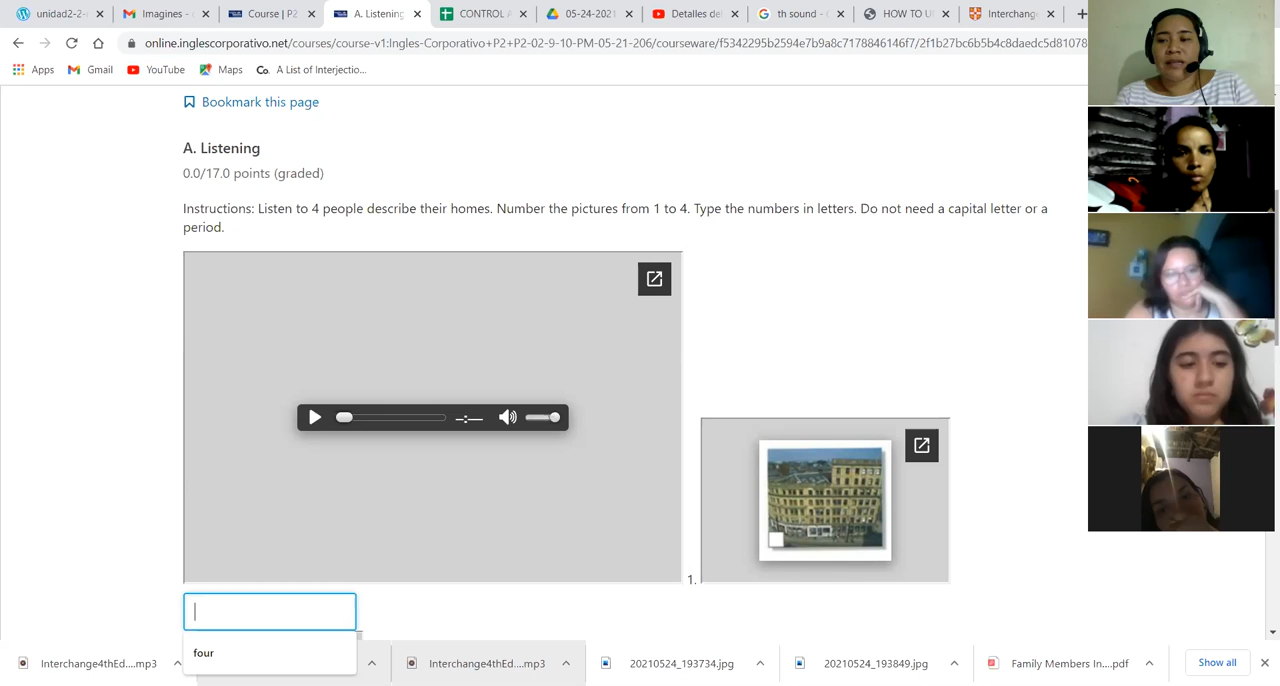 unidad2-2-
Imagines - 
Course | P2
A. Listening
CONTROL A
05-24-2021
Detalles de
th sound - 
HOW TO U
Interchange
online.inglescorporativo.net/courses/course-v1:Ingles-Corporativo+P2+P2-02-9-10-PM-05-21-206/courseware/f5342295b2594e7b9a8c7178846146f7/2f1b27bc6b5b4c8daedc5d81078
Apps
Gmail
YouTube
Maps
Co.
A List of Interjectio...
Bookmark this page
A. Listening
0.0/17.0 points (graded)
Instructions: Listen to 4 people describe their homes. Number the pictures from 1 to 4. Type the numbers in letters. Do not need a capital letter or a
period.
--:--
1.
four
Interchange4thEd....mp3
Interchange4thEd....mp3
20210524_193734.jpg
20210524_193849.jpg
Family Members In....pdf
Show all